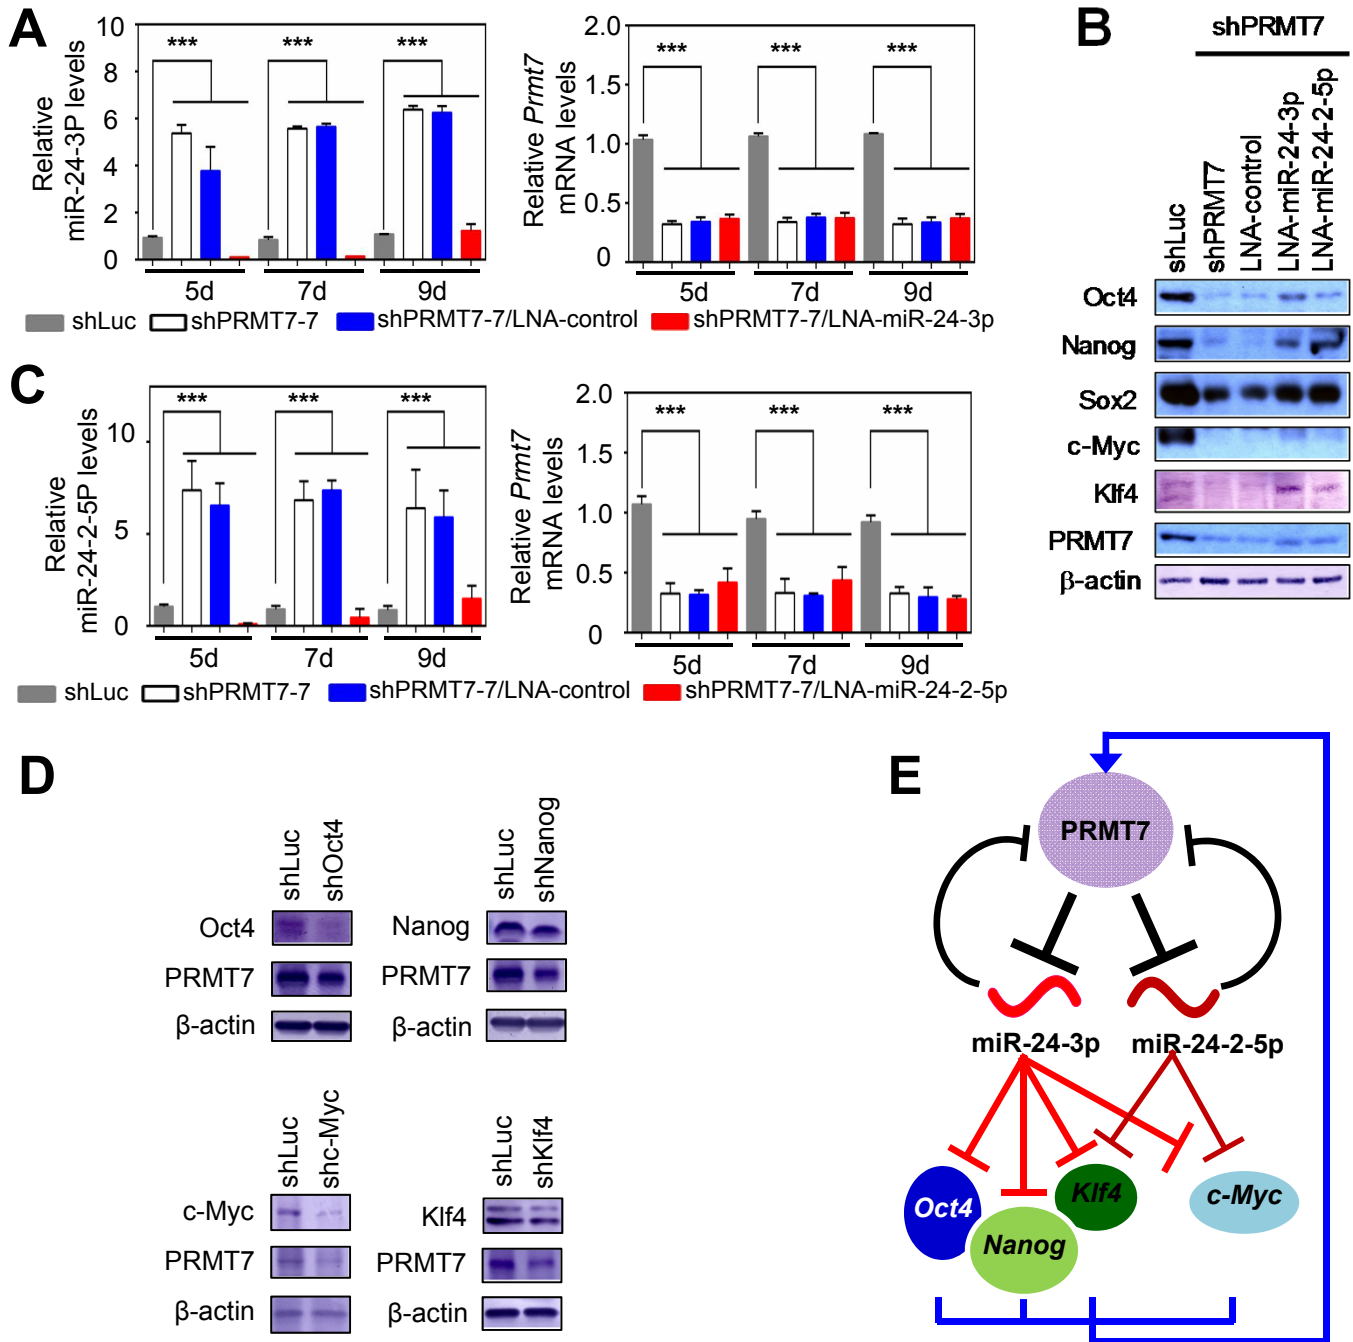 A
Relative
miR-24-3P levels
10
8
6
4
2
0
***
***
***
5d
7d
9d
Relative Prmt7
mRNA levels
2.0
1.5
1.0
0.5
0
***
***
***
5d
7d
9d
shLuc
shPRMT7-7
shPRMT7-7/LNA-control
shPRMT7-7/LNA-miR-24-3p
B
shPRMT7
shLuc
shPRMT7
LNA-control
LNA-miR-24-3p
LNA-miR-24-2-5p
Oct4
Nanog
Sox2
c-Myc
Klf4
PRMT7
β-actin
C
Relative
miR-24-2-5P levels
10
5
0
***
***
***
5d
7d
9d
Relative Prmt7
mRNA levels
2.0
1.5
1.0
0.5
0
***
***
***
5d
7d
9d
shLuc
shPRMT7-7
shPRMT7-7/LNA-control
shPRMT7-7/LNA-miR-24-2-5p
D
shLuc
shOct4
Oct4
PRMT7
β-actin
shLuc
shNanog
Nanog
PRMT7
β-actin
shLuc
shc-Myc
c-Myc
PRMT7
β-actin
shLuc
shKlf4
Klf4
PRMT7
β-actin
E
PRMT7
miR-24-3p
miR-24-2-5p
Oct4
Nanog
Klf4
c-Myc